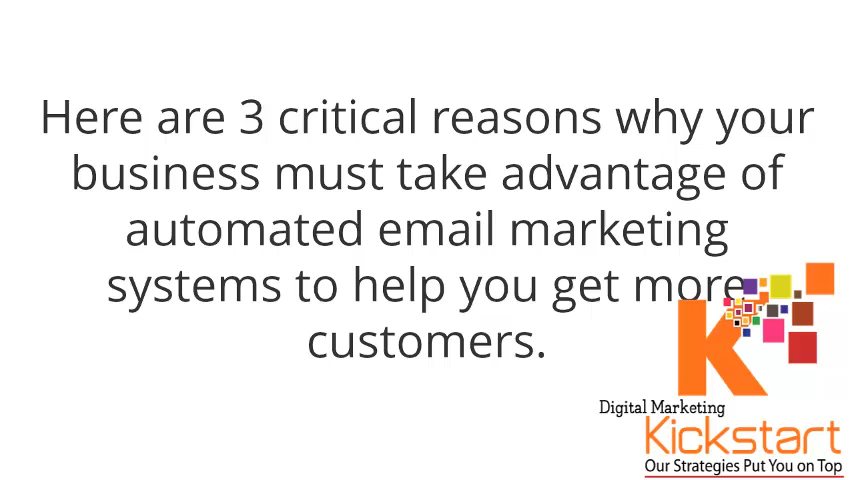 Here are 3 critical reasons why your
business must take advantage of
automated email marketing
systems to help you get more
customers.
K
Digital Marketing
Kickstart
Our Strategies Put You on Top